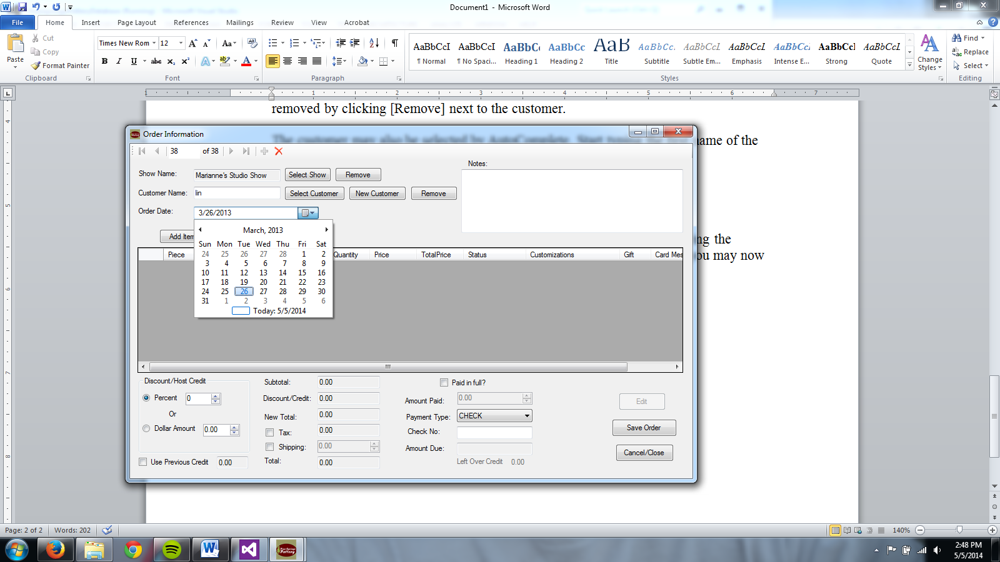 Document1 - Microsoft Word
File Home Insert Page Layout References Mailings Review View Acrobat
Paste
Cut
Copy
Format Painter
Clipboard
Times New Rom 12
Font
Paragraph
AaBbCcI AaBbCcI AaBbCc AaBbCc AaB AaBbCcI AaBbCcL AaBbCcL AaBbCcL AaBbCcI AaBbCcL
¶ Normal ¶ No Spaci... Heading 1 Heading 2 Title Subtitle Subtle Em... Emphasis Intense E... Strong Quote
Change Styles
Styles
Find
Replace
Select
Editing
removed by clicking [Remove] next to the customer.
name of the
ng the
ou may now
Order Information
38 of 38
Show Name: Marianne's Studio Show Select Show Remove
Customer Name: lin Select Customer New Customer Remove
Order Date: 3/26/2013
Notes:
Add Item
March, 2013
Sun Mon Tue Wed Thu Fri Sat
24 25 26 27 28 1 2
3 4 5 6 7 8 9
10 11 12 13 14 15 16
17 18 19 20 21 22 23
24 25 26 27 28 29 30
31 1 2 3 4 5 6
Today: 5/5/2014
Piece Quantity Price TotalPrice Status Customizations Gift Card Mes
Discount/Host Credit
Percent 0
Or
Dollar Amount 0.00
Use Previous Credit 0.00
Subtotal: 0.00
Discount/Credit: 0.00
New Total: 0.00
Tax: 0.00
Shipping: 0.00
Total: 0.00
Paid in full?
Amount Paid: 0.00
Payment Type: CHECK
Check No:
Amount Due:
Left Over Credit 0.00
Edit
Save Order
Cancel/Close
Page: 2 of 2 Words: 202
140%
2:48 PM
5/5/2014